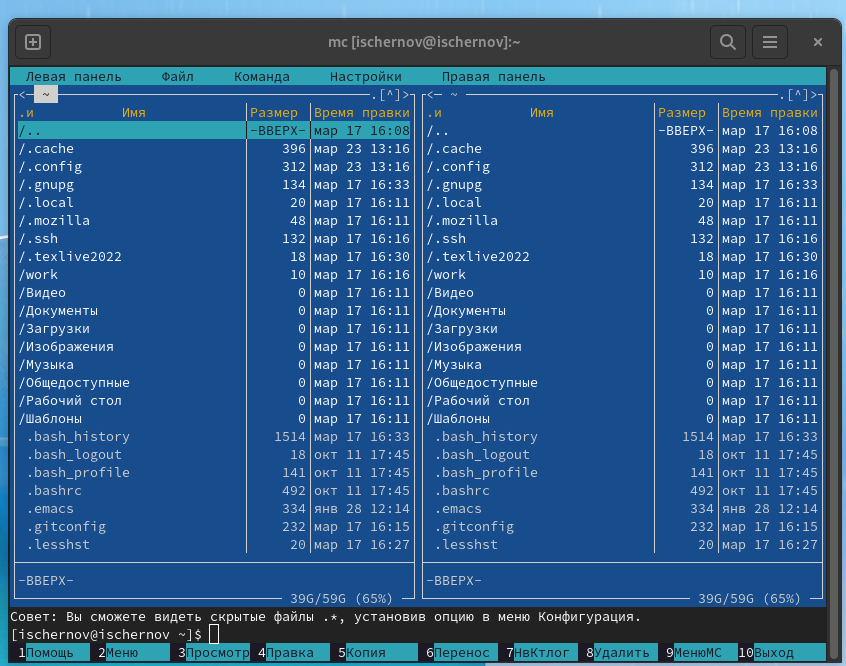 mc [ischernov@ischernov]:~
Левая панель Файл Команда Настройки Правая панель
<─ ~ .[^]> <─ ~ .[^]>
.и Имя Размер Время правки .и Имя Размер Время правки
/.. -ВВЕРХ- мар 17 16:08 /.. -ВВЕРХ- мар 17 16:08
/.cache 396 мар 23 13:16 /.cache 396 мар 23 13:16
/.config 312 мар 23 13:16 /.config 312 мар 23 13:16
/.gnupg 134 мар 17 16:33 /.gnupg 134 мар 17 16:33
/.local 20 мар 17 16:11 /.local 20 мар 17 16:11
/.mozilla 48 мар 17 16:11 /.mozilla 48 мар 17 16:11
/.ssh 132 мар 17 16:16 /.ssh 132 мар 17 16:16
/.texlive2022 18 мар 17 16:30 /.texlive2022 18 мар 17 16:30
/work 10 мар 17 16:16 /work 10 мар 17 16:16
/Видео 0 мар 17 16:11 /Видео 0 мар 17 16:11
/Документы 0 мар 17 16:11 /Документы 0 мар 17 16:11
/Загрузки 0 мар 17 16:11 /Загрузки 0 мар 17 16:11
/Изображения 0 мар 17 16:11 /Изображения 0 мар 17 16:11
/Музыка 0 мар 17 16:11 /Музыка 0 мар 17 16:11
/Общедоступные 0 мар 17 16:11 /Общедоступные 0 мар 17 16:11
/Рабочий стол 0 мар 17 16:11 /Рабочий стол 0 мар 17 16:11
/Шаблоны 0 мар 17 16:11 /Шаблоны 0 мар 17 16:11
.bash_history 1514 мар 17 16:33 .bash_history 1514 мар 17 16:33
.bash_logout 18 окт 11 17:45 .bash_logout 18 окт 11 17:45
.bash_profile 141 окт 11 17:45 .bash_profile 141 окт 11 17:45
.bashrc 492 окт 11 17:45 .bashrc 492 окт 11 17:45
.emacs 334 янв 28 12:14 .emacs 334 янв 28 12:14
.gitconfig 232 мар 17 16:15 .gitconfig 232 мар 17 16:15
.lesshst 20 мар 17 16:27 .lesshst 20 мар 17 16:27
-ВВЕРХ- -ВВЕРХ-
39G/59G (65%) 39G/59G (65%)
Совет: Вы сможете видеть скрытые файлы .*, установив опцию в меню Конфигурация.
[ischernov@ischernov ~]$
1Помощь 2Меню 3Просмотр 4Правка 5Копия 6Перенос 7НвКтлог 8Удалить 9МенюМС 10Выход